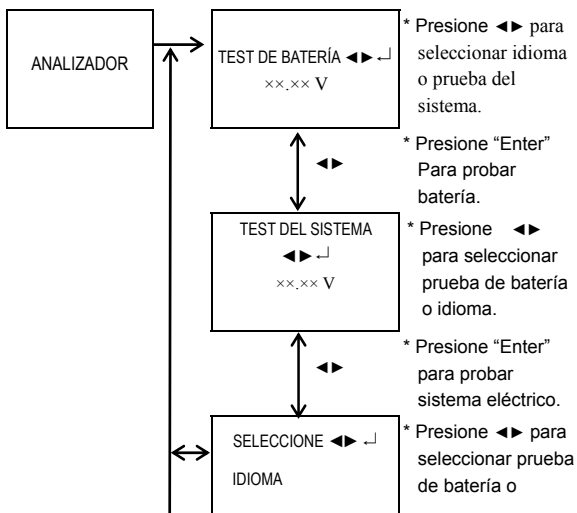 ANALIZADOR
TEST DE BATERÍA ◄►↵
××.×× V
* Presione ◄► para
seleccionar idioma
o prueba del
sistema.
◄►
* Presione “Enter”
Para probar
batería.
TEST DEL SISTEMA
◄►↵
××.×× V
* Presione ◄►
para seleccionar
prueba de batería
o idioma.
◄►
* Presione “Enter”
para probar
sistema eléctrico.
SELECCIONE ◄► ↵
IDIOMA
* Presione ◄► para
seleccionar prueba
de batería o